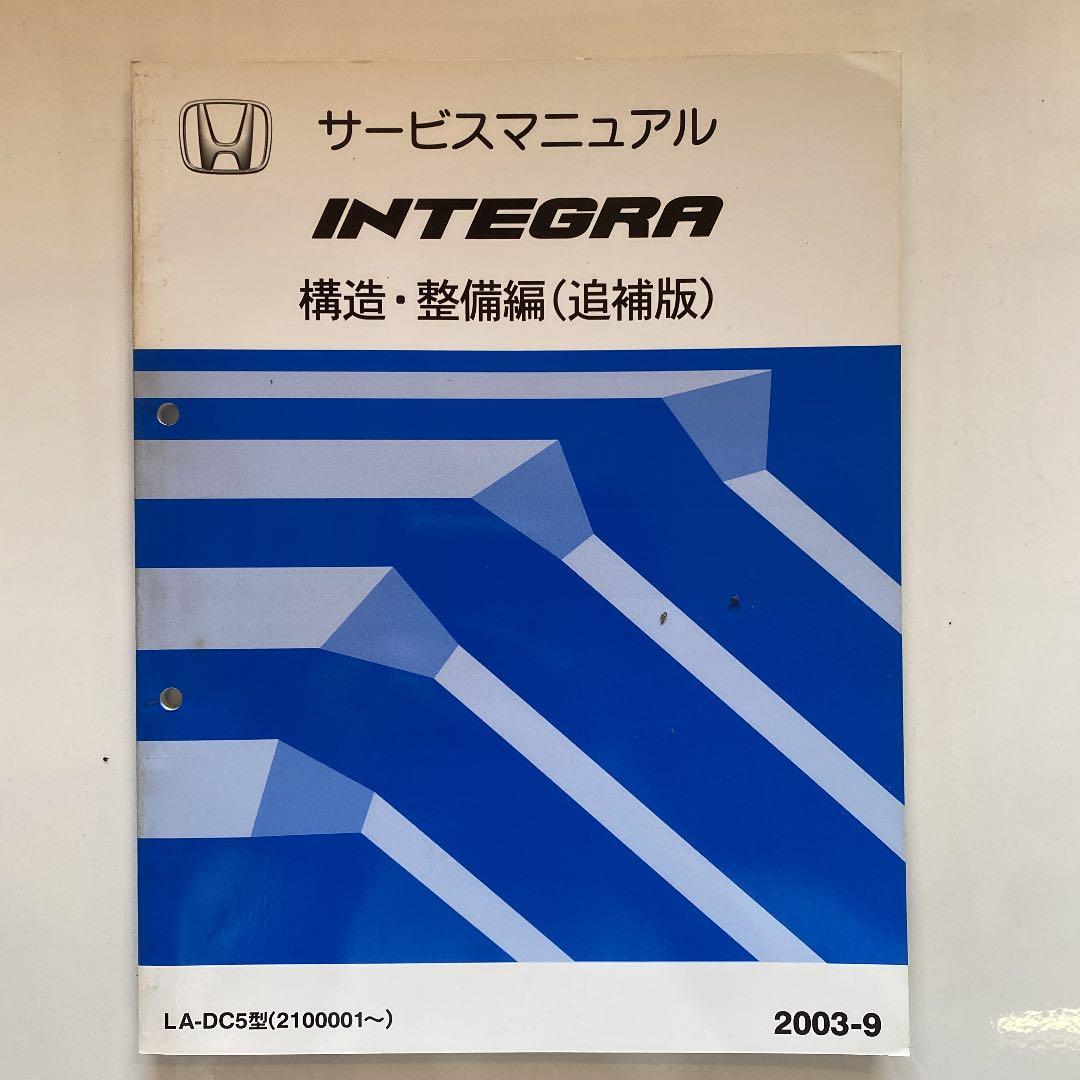 サービスマニュアル
INTEGRA
構造・整備編(追補版)
LA-DC5型(2100001～)
2003-9